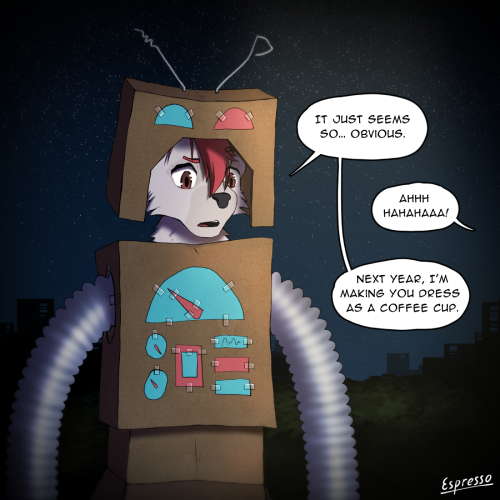 IT JUST SEEMS
SO... OBVIOUS.
AHHH
HAHAHAAA!
NEXT YEAR, I'M
MAKING YOU DRESS
AS A COFFEE CUP.
Espresso